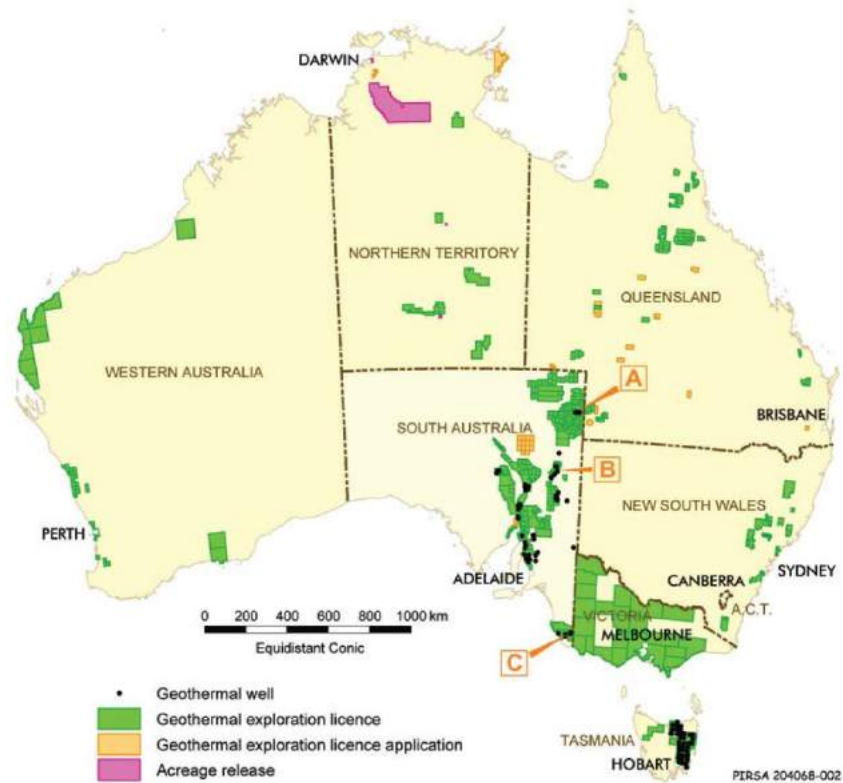 DARWIN
NORTHERN TERRITORY
QUEENSLAND
WESTERN AUSTRALIA
A
BRISBANE
SOUTH AUSTRALIA
B
NEW SOUTH WALES
PERTH
ADELAIDE
CANBERRA
SYDNEY
A.C.T.
VICTORIA
MELBOURNE
0 200 400 600 800 1000 km
Equidistant Conic
C
Geothermal well
Geothermal exploration licence
Geothermal exploration licence application
Acreage release
TASMANIA
HOBART
PIRSA 204068-002